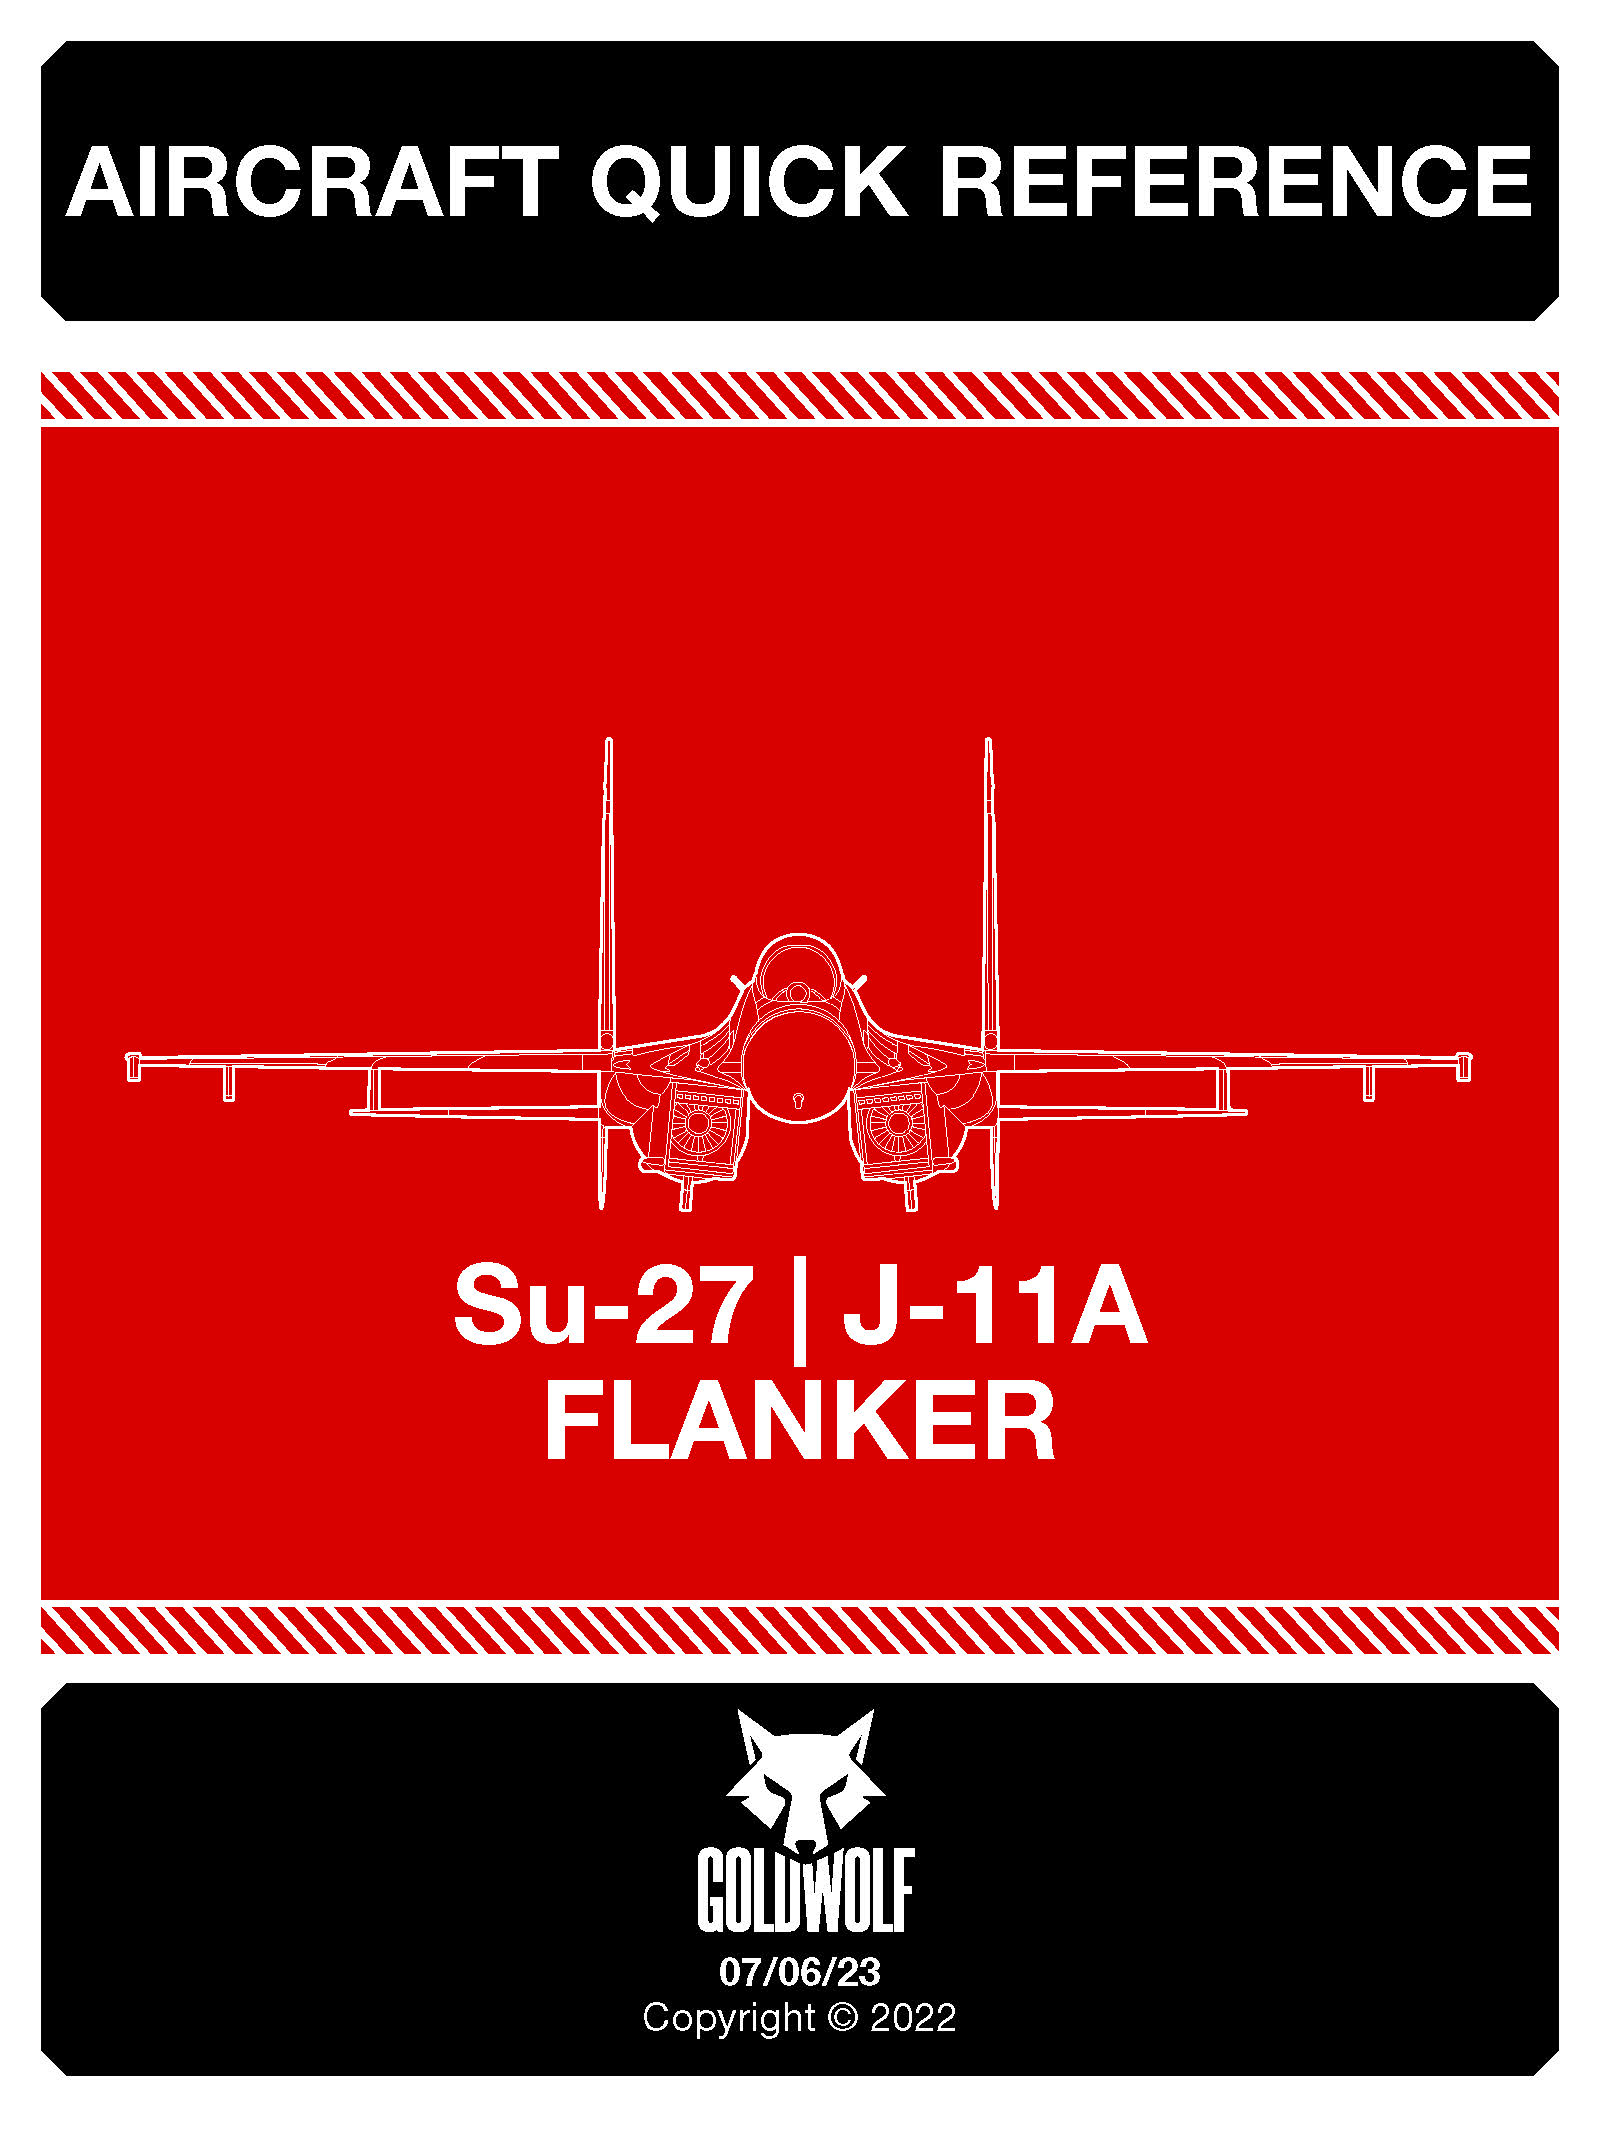 AIRCRAFT QUICK REFERENCE
Su-27 | J-11A
FLANKER
GOLDWOLF
07/06/23
Copyright © 2022